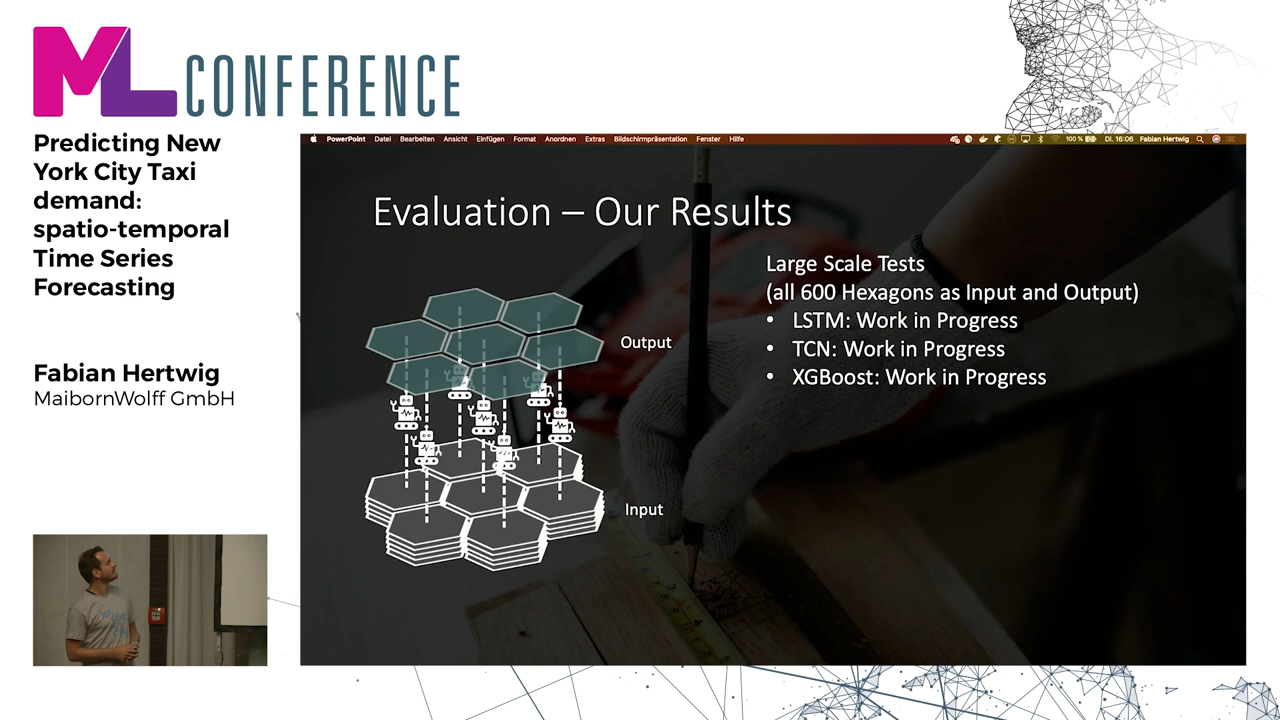 ML CONFERENCE
Predicting New
York City Taxi
demand:
spatio-temporal
Time Series
Forecasting
Fabian Hertwig
MaibornWolff GmbH
PowerPoint Datei Bearbeiten Ansicht Einfügen Format Anordnen Extras Bildschirmpräsentation Fenster Hilfe
100 % Di. 16:06 Fabian Hertwig
Evaluation – Our Results
Large Scale Tests
(all 600 Hexagons as Input and Output)
• LSTM: Work in Progress
• TCN: Work in Progress
• XGBoost: Work in Progress
Output
Input